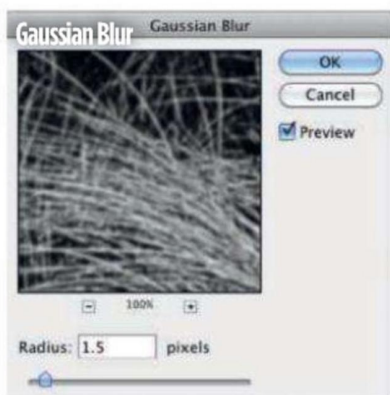 Gaussian Blur
Gaussian Blur
OK
Cancel
Preview
100%
Radius: 1.5 pixels